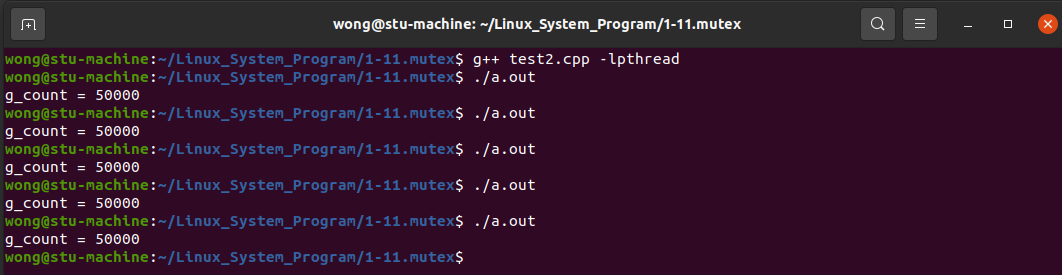 wong@stu-machine: ~/Linux_System_Program/1-11.mutex
wong@stu-machine:~/Linux_System_Program/1-11.mutex$ g++ test2.cpp -lpthread
wong@stu-machine:~/Linux_System_Program/1-11.mutex$ ./a.out
g_count = 50000
wong@stu-machine:~/Linux_System_Program/1-11.mutex$ ./a.out
g_count = 50000
wong@stu-machine:~/Linux_System_Program/1-11.mutex$ ./a.out
g_count = 50000
wong@stu-machine:~/Linux_System_Program/1-11.mutex$ ./a.out
g_count = 50000
wong@stu-machine:~/Linux_System_Program/1-11.mutex$ ./a.out
g_count = 50000
wong@stu-machine:~/Linux_System_Program/1-11.mutex$